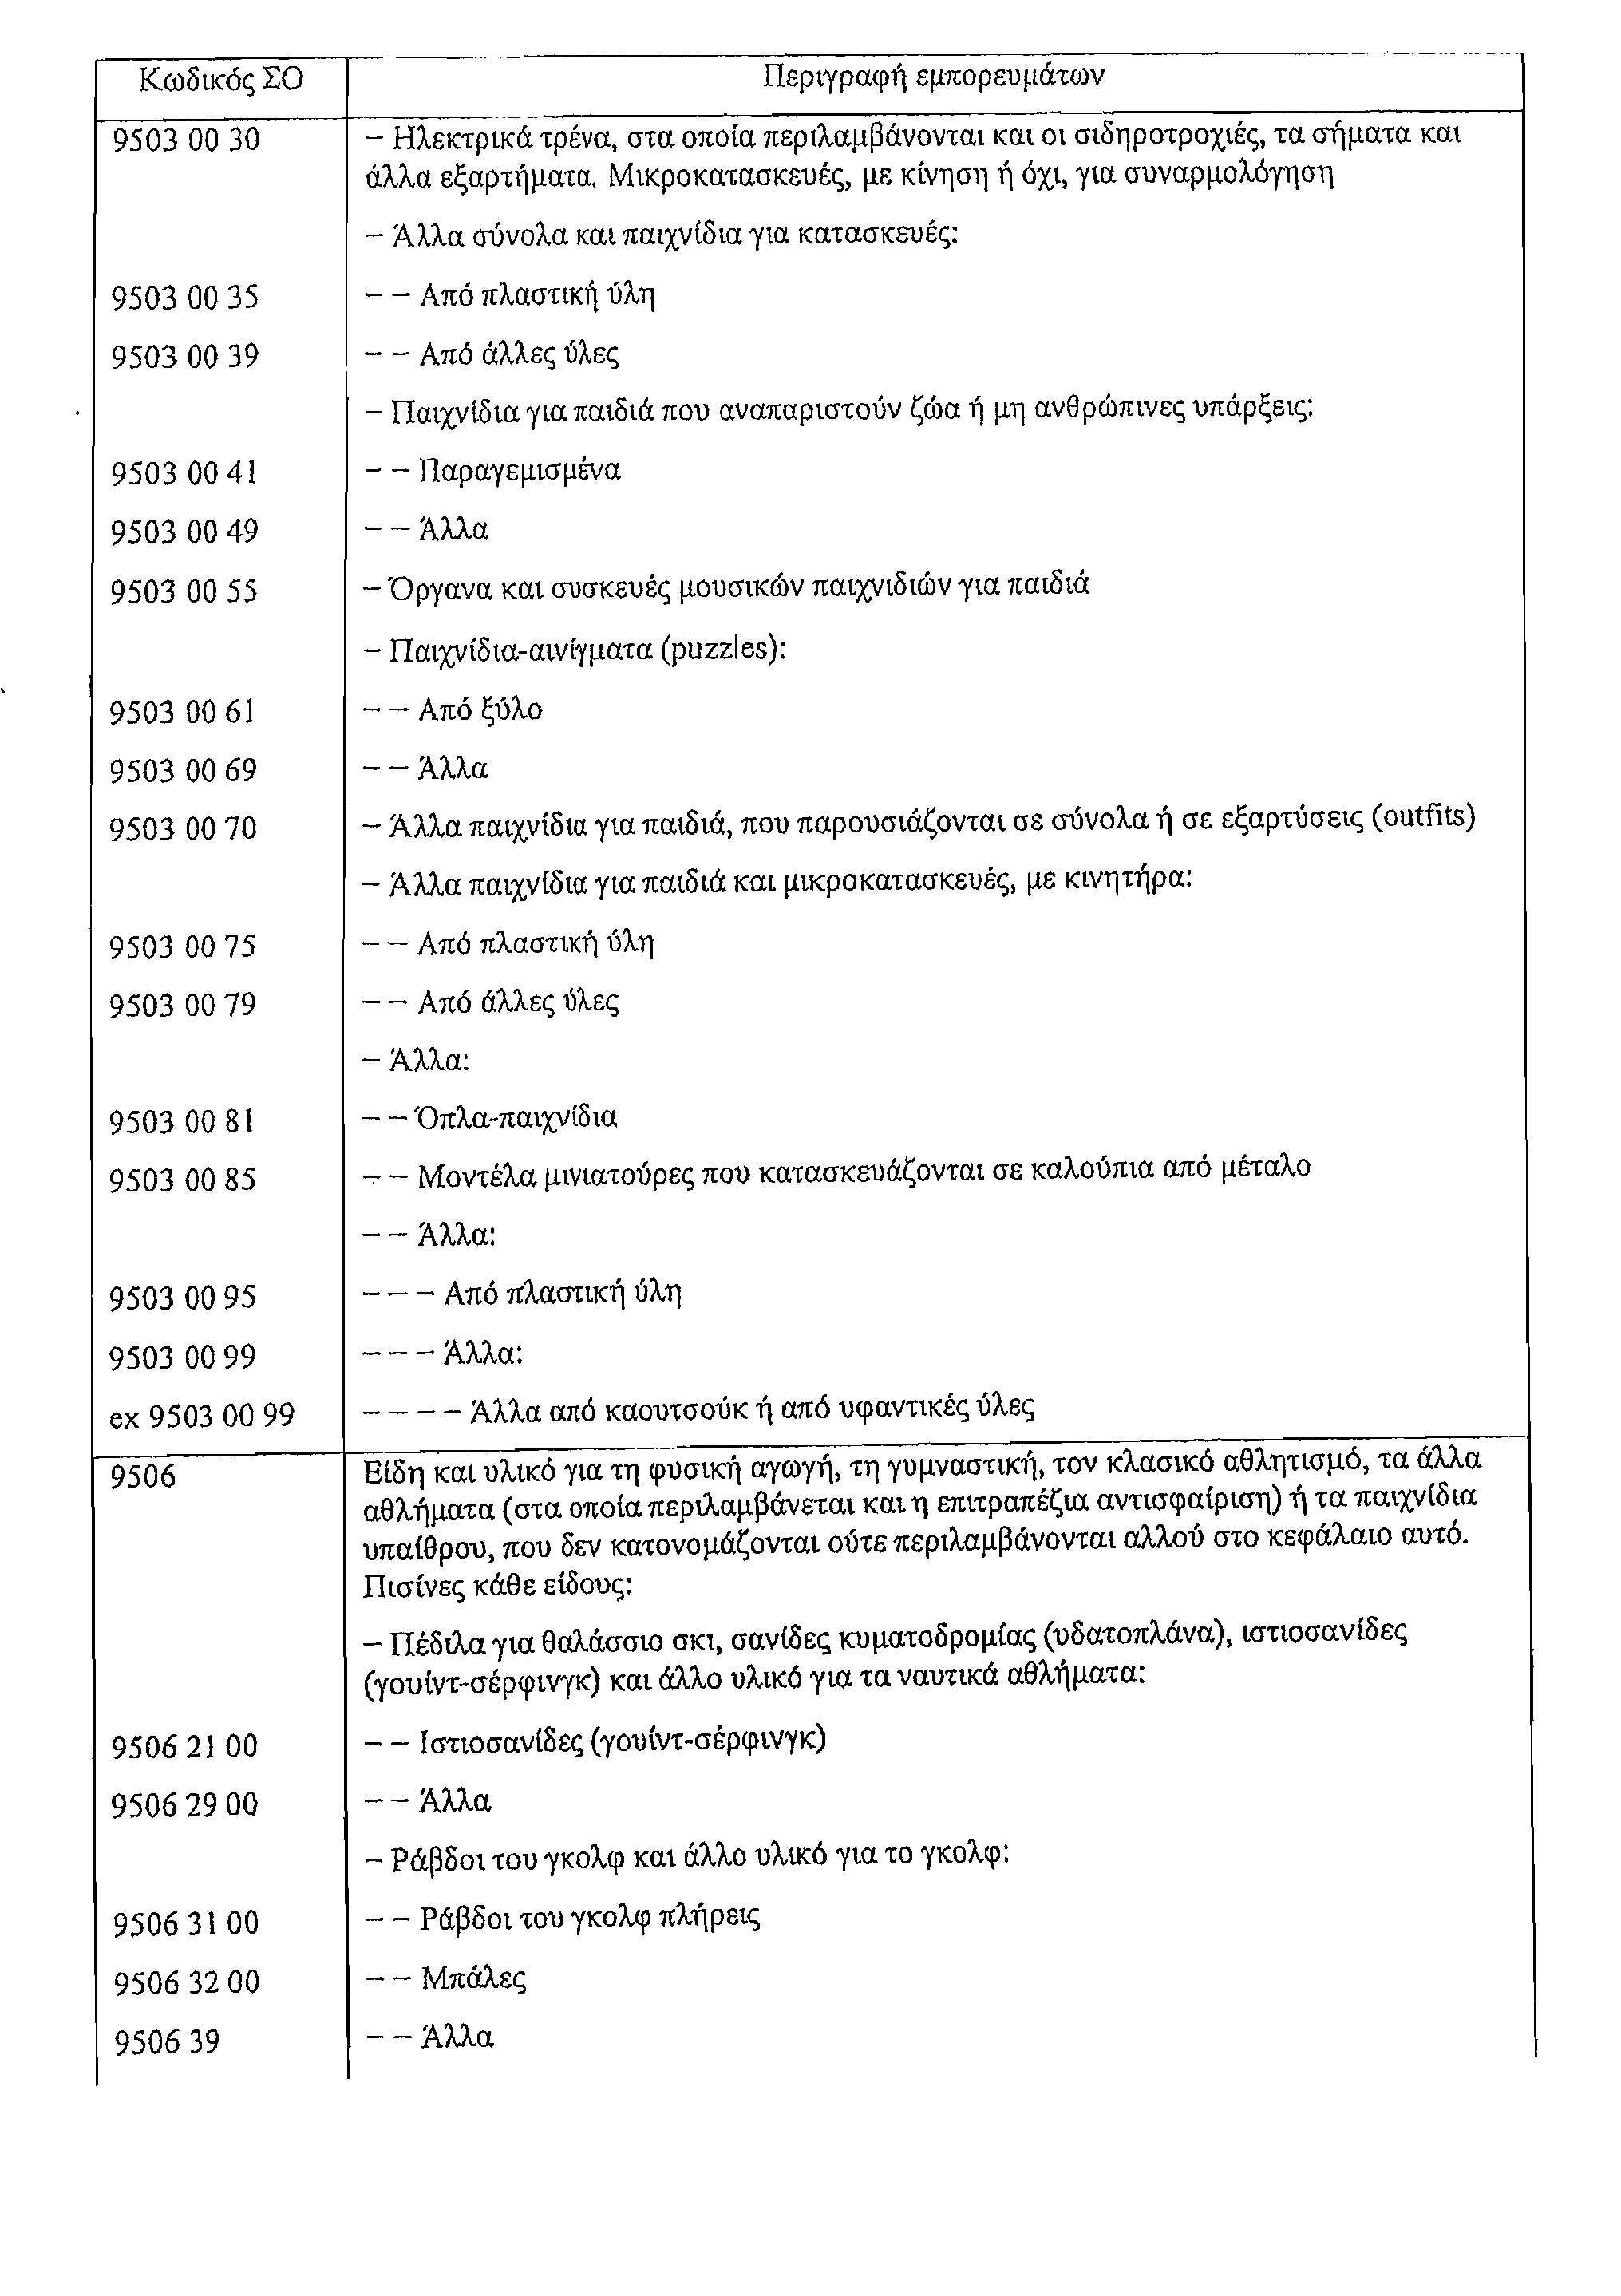 Κωδικός ΣΟ Περιγραφή εμπορευμάτων
9503 00 30 – Ηλεκτρικά τρένα, στα οποία περιλαμβάνονται και οι σιδηροτροχιές, τα σήματα και
άλλα εξαρτήματα. Μικροκατασκευές, με κίνηση ή όχι, για συναρμολόγηση
– Άλλα σύνολα και παιχνίδια για κατασκευές:
9503 00 35 – – Από πλαστική ύλη
9503 00 39 – – Από άλλες ύλες
– Παιχνίδια για παιδιά που αναπαριστούν ζώα ή μη ανθρώπινες υπάρξεις:
9503 00 41 – – Παραγεμισμένα
9503 00 49 – – Άλλα
9503 00 55 – Όργανα και συσκευές μουσικών παιχνιδιών για παιδιά
– Παιχνίδια-αινίγματα (puzzles):
9503 00 61 – – Από ξύλο
9503 00 69 – – Άλλα
9503 00 70 – Άλλα παιχνίδια για παιδιά, που παρουσιάζονται σε σύνολα ή σε εξαρτύσεις (outfits)
– Άλλα παιχνίδια για παιδιά και μικροκατασκευές, με κινητήρα:
9503 00 75 – – Από πλαστική ύλη
9503 00 79 – – Από άλλες ύλες
– Άλλα:
9503 00 81 – – Όπλα-παιχνίδια
9503 00 85 – – Μοντέλα μινιατούρες που κατασκευάζονται σε καλούπια από μέταλο
– – Άλλα:
9503 00 95 – – – Από πλαστική ύλη
9503 00 99 – – – Άλλα:
ex 9503 00 99 – – – – Άλλα από καουτσούκ ή από υφαντικές ύλες
9506 Είδη και υλικό για τη φυσική αγωγή, τη γυμναστική, τον κλασικό αθλητισμό, τα άλλα
αθλήματα (στα οποία περιλαμβάνεται και η επιτραπέζια αντισφαίριση) ή τα παιχνίδια
υπαίθρου, που δεν κατονομάζονται ούτε περιλαμβάνονται αλλού στο κεφάλαιο αυτό.
Πισίνες κάθε είδους:
– Πέδιλα για θαλάσσιο σκι, σανίδες κυματοδρομίας (υδατοπλάνα), ιστιοσανίδες
(γουίντ-σέρφινγκ) και άλλο υλικό για τα ναυτικά αθλήματα:
9506 21 00 – – Ιστιοσανίδες (γουίντ-σέρφινγκ)
9506 29 00 – – Άλλα
– Ράβδοι του γκολφ και άλλο υλικό για το γκολφ:
9506 31 00 – – Ράβδοι του γκολφ πλήρεις
9506 32 00 – – Μπάλες
9506 39 – – Άλλα